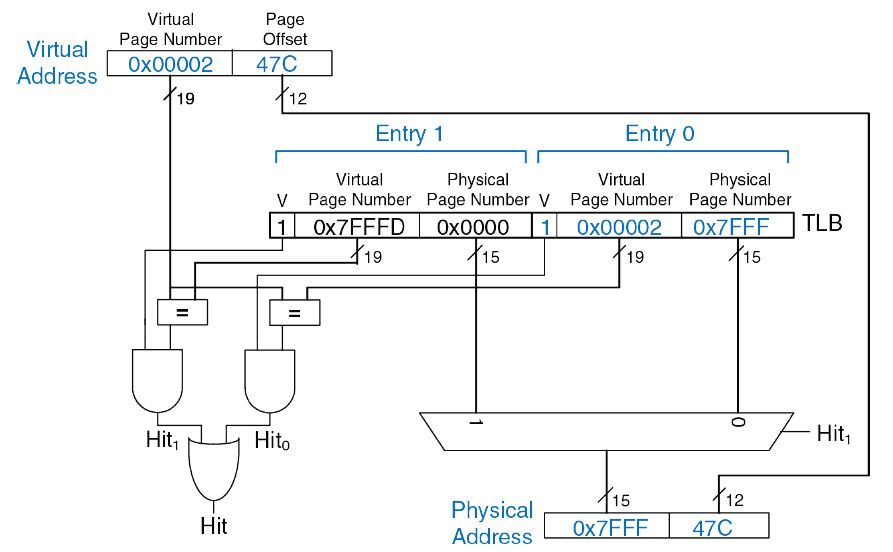 Virtual
Page Number
Page
Offset
Virtual
Address
0x00002
47C
19
12
Entry 1
Entry 0
V
Virtual
Page Number
Physical
Page Number
V
Virtual
Page Number
Physical
Page Number
1
0x7FFFD
0x0000
1
0x00002
0x7FFF
TLB
19
15
19
15
=
=
1
0
Hit1
Hit1
Hit0
Hit
15
12
Physical
Address
0x7FFF
47C